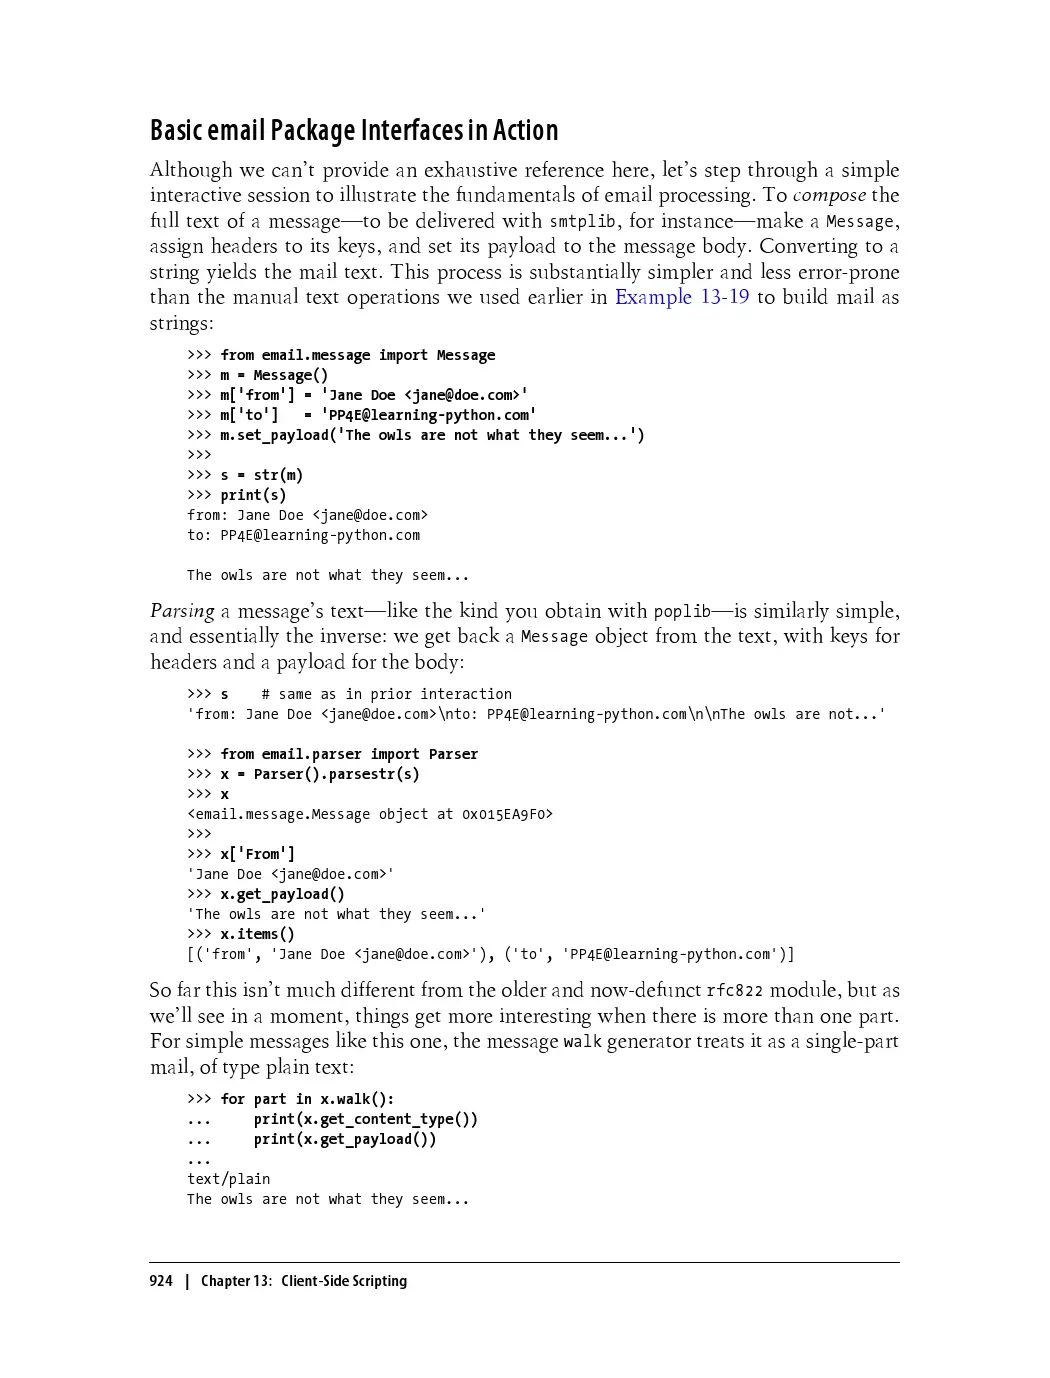 Basic email Package Interfaces in Action
Although we can't provide an exhaustive reference here, let's step through a simple
interactive session to illustrate the fundamentals of email processing. To compose the
full text of a message—to be delivered with smtplib, for instance—make a Message,
assign headers to its keys, and set its payload to the message body. Converting to a
string yields the mail text. This process is substantially simpler and less error-prone
than the manual text operations we used earlier in Example 13-19 to build mail as
strings:
>>> from email.message import Message
>>> m = Message()
>>> m['from'] = 'Jane Doe <jane@doe.com>'
>>> m['to']   = 'PP4E@learning-python.com'
>>> m.set_payload('The owls are not what they seem...')
>>>
>>> s = str(m)
>>> print(s)
from: Jane Doe <jane@doe.com>
to: PP4E@learning-python.com

The owls are not what they seem...
Parsing a message's text—like the kind you obtain with poplib—is similarly simple,
and essentially the inverse: we get back a Message object from the text, with keys for
headers and a payload for the body:
>>> s    # same as in prior interaction
'from: Jane Doe <jane@doe.com>\nto: PP4E@learning-python.com\n\nThe owls are not...'

>>> from email.parser import Parser
>>> x = Parser().parsestr(s)
>>> x
<email.message.Message object at 0x015EA9F0>
>>>
>>> x['From']
'Jane Doe <jane@doe.com>'
>>> x.get_payload()
'The owls are not what they seem...'
>>> x.items()
[('from', 'Jane Doe <jane@doe.com>'), ('to', 'PP4E@learning-python.com')]
So far this isn't much different from the older and now-defunct rfc822 module, but as
we'll see in a moment, things get more interesting when there is more than one part.
For simple messages like this one, the message walk generator treats it as a single-part
mail, of type plain text:
>>> for part in x.walk():
...     print(x.get_content_type())
...     print(x.get_payload())
...
text/plain
The owls are not what they seem...
924 | Chapter 13: Client-Side Scripting